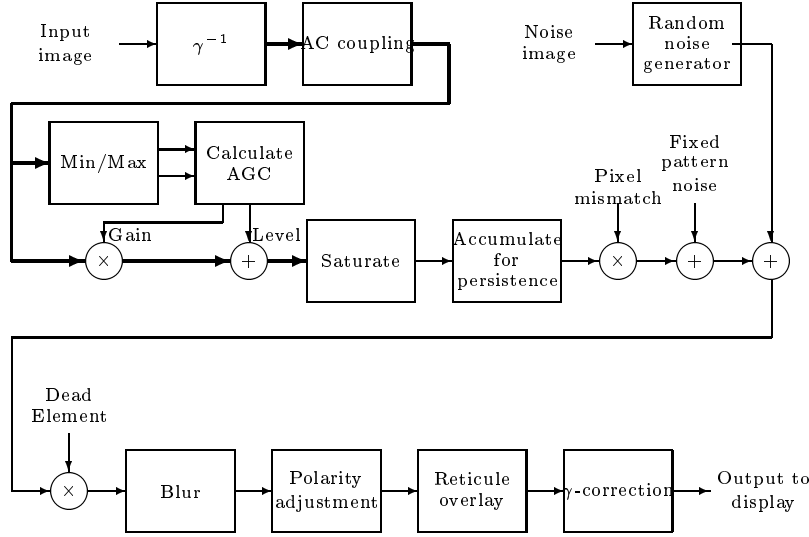 Input
image
γ⁻¹
AC coupling
Noise
image
Random
noise
generator
Min/Max
Calculate
AGC
Pixel
mismatch
Fixed
pattern
noise
Gain
Level
×
+
Saturate
Accumulate
for
persistence
×
+
+
Dead
Element
×
Blur
Polarity
adjustment
Reticule
overlay
γ-correction
Output to
display